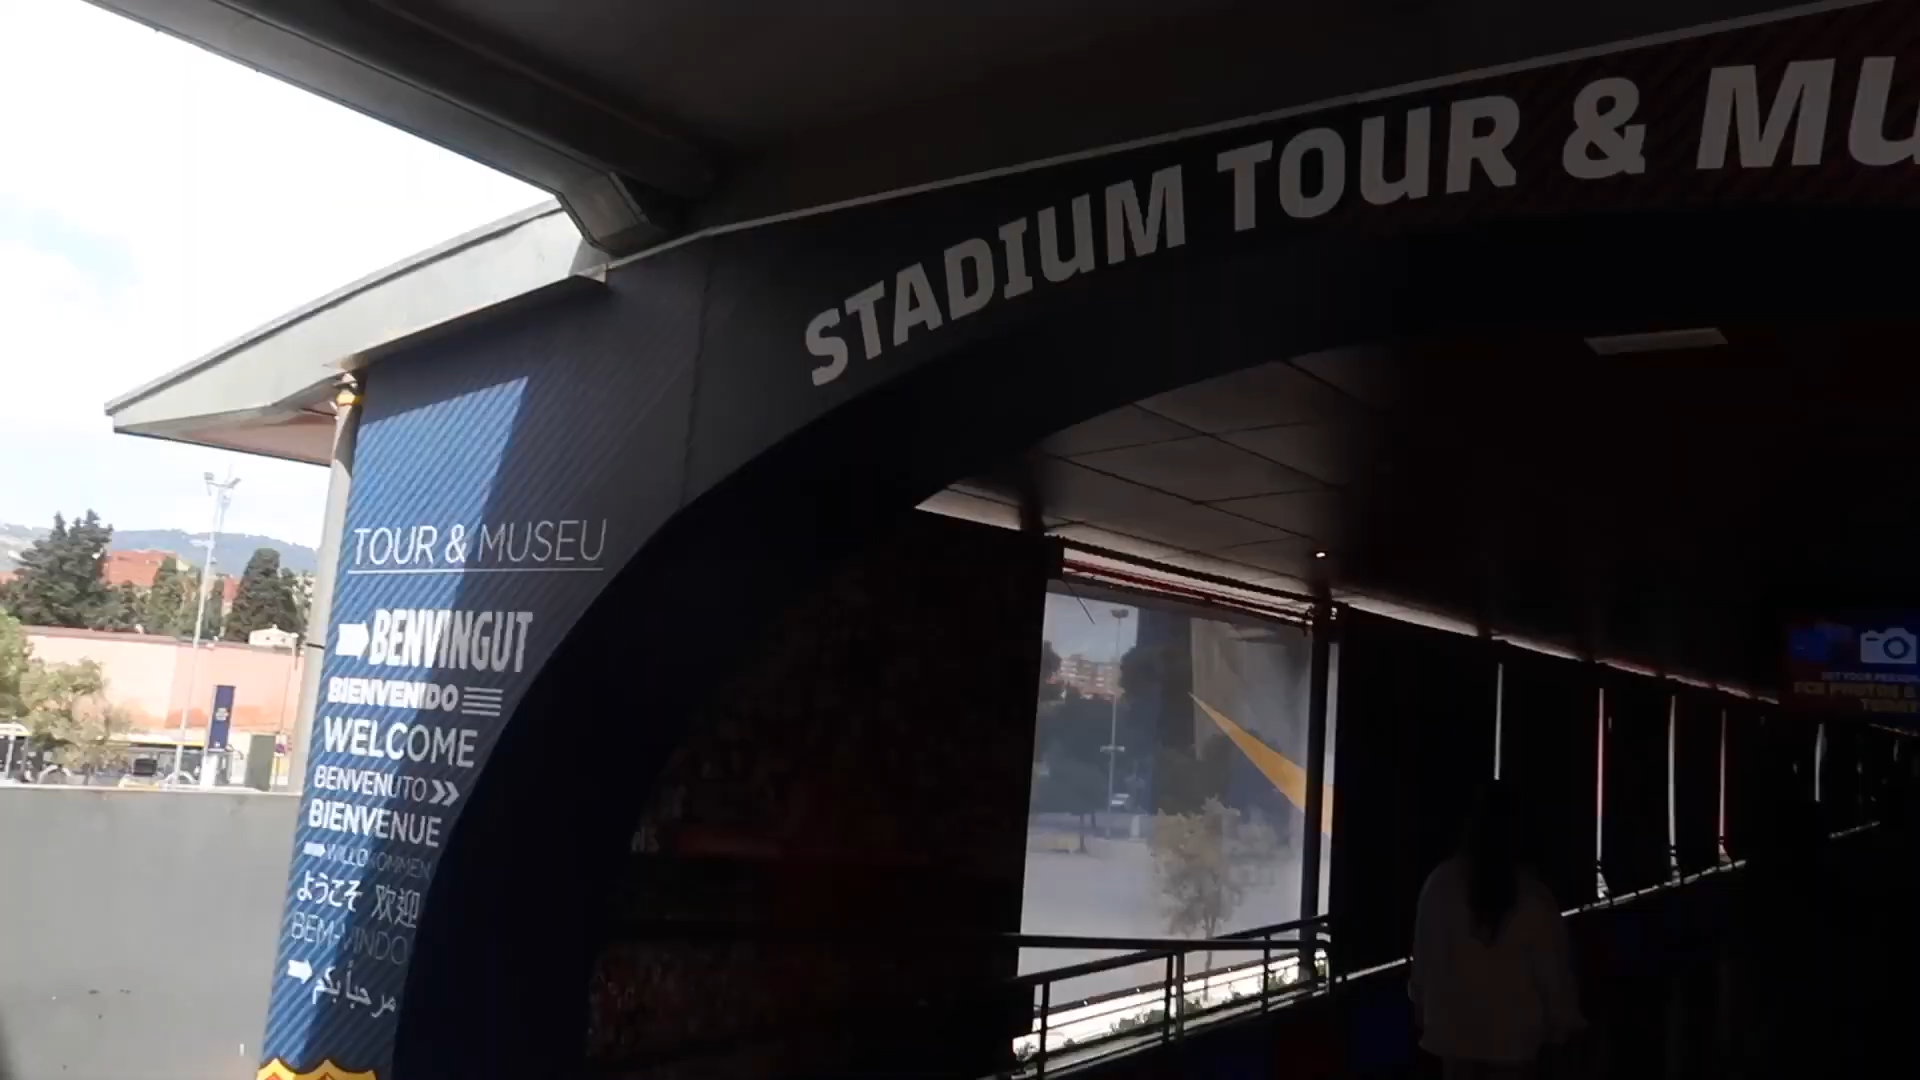 STADIUM TOUR & MU
TOUR & MUSEU
BENVINGUT
BIENVENIDO
WELCOME
BENVENUTO
BIENVENUE
WILLKOMMEN
ようこそ 欢迎
BEM-VINDO
مرحبا بكم